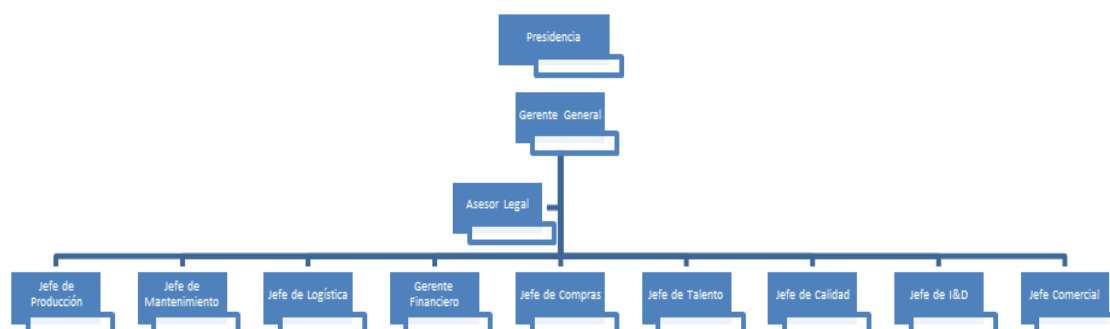 Presidencia
Gerente General
Asesor Legal
Jefe de
Producción
Jefe de
Mantenimiento
Jefe de Logística
Gerente
Financiero
Jefe de Compras
Jefe de Talento
Jefe de Calidad
Jefe de I&D
Jefe Comercial